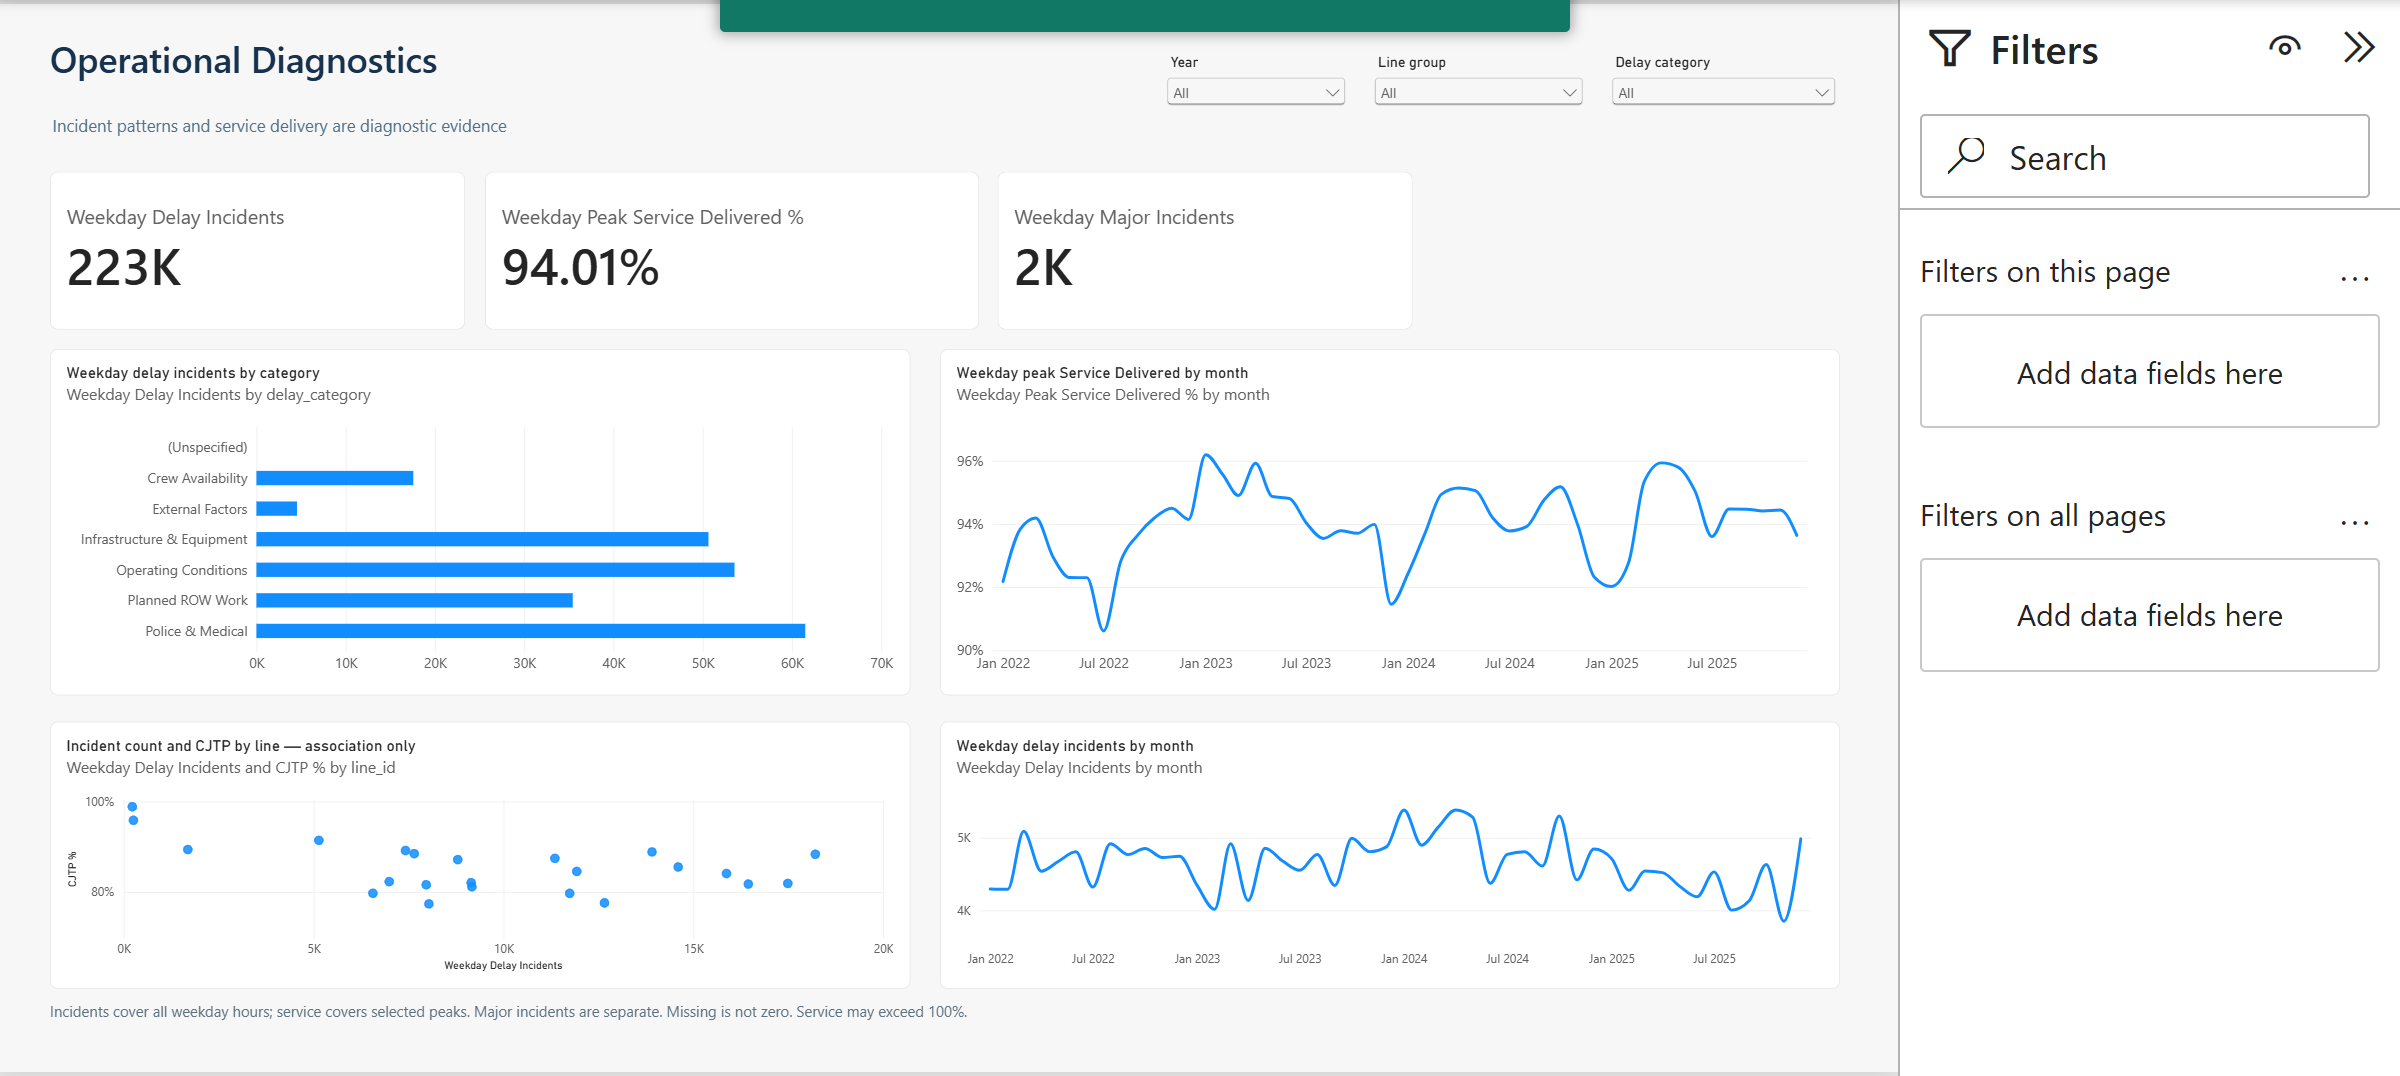 Operational Diagnostics
Incident patterns and service delivery are diagnostic evidence
Year
All
Line group
All
Delay category
All
Weekday Delay Incidents
223K
Weekday Peak Service Delivered %
94.01%
Weekday Major Incidents
2K
Weekday delay incidents by category
Weekday Delay Incidents by delay_category
(Unspecified)
Crew Availability
External Factors
Infrastructure & Equipment
Operating Conditions
Planned ROW Work
Police & Medical
0K 10K 20K 30K 40K 50K 60K 70K
Weekday peak Service Delivered by month
Weekday Peak Service Delivered % by month
96%
94%
92%
90%
Jan 2022 Jul 2022 Jan 2023 Jul 2023 Jan 2024 Jul 2024 Jan 2025 Jul 2025
Incident count and CJTP by line — association only
Weekday Delay Incidents and CJTP % by line_id
100%
80%
CJTP %
0K 5K 10K 15K 20K
Weekday Delay Incidents
Weekday delay incidents by month
Weekday Delay Incidents by month
5K
4K
Jan 2022 Jul 2022 Jan 2023 Jul 2023 Jan 2024 Jul 2024 Jan 2025 Jul 2025
Incidents cover all weekday hours; service covers selected peaks. Major incidents are separate. Missing is not zero. Service may exceed 100%.
Filters
Search
Filters on this page
...
Add data fields here
Filters on all pages
...
Add data fields here